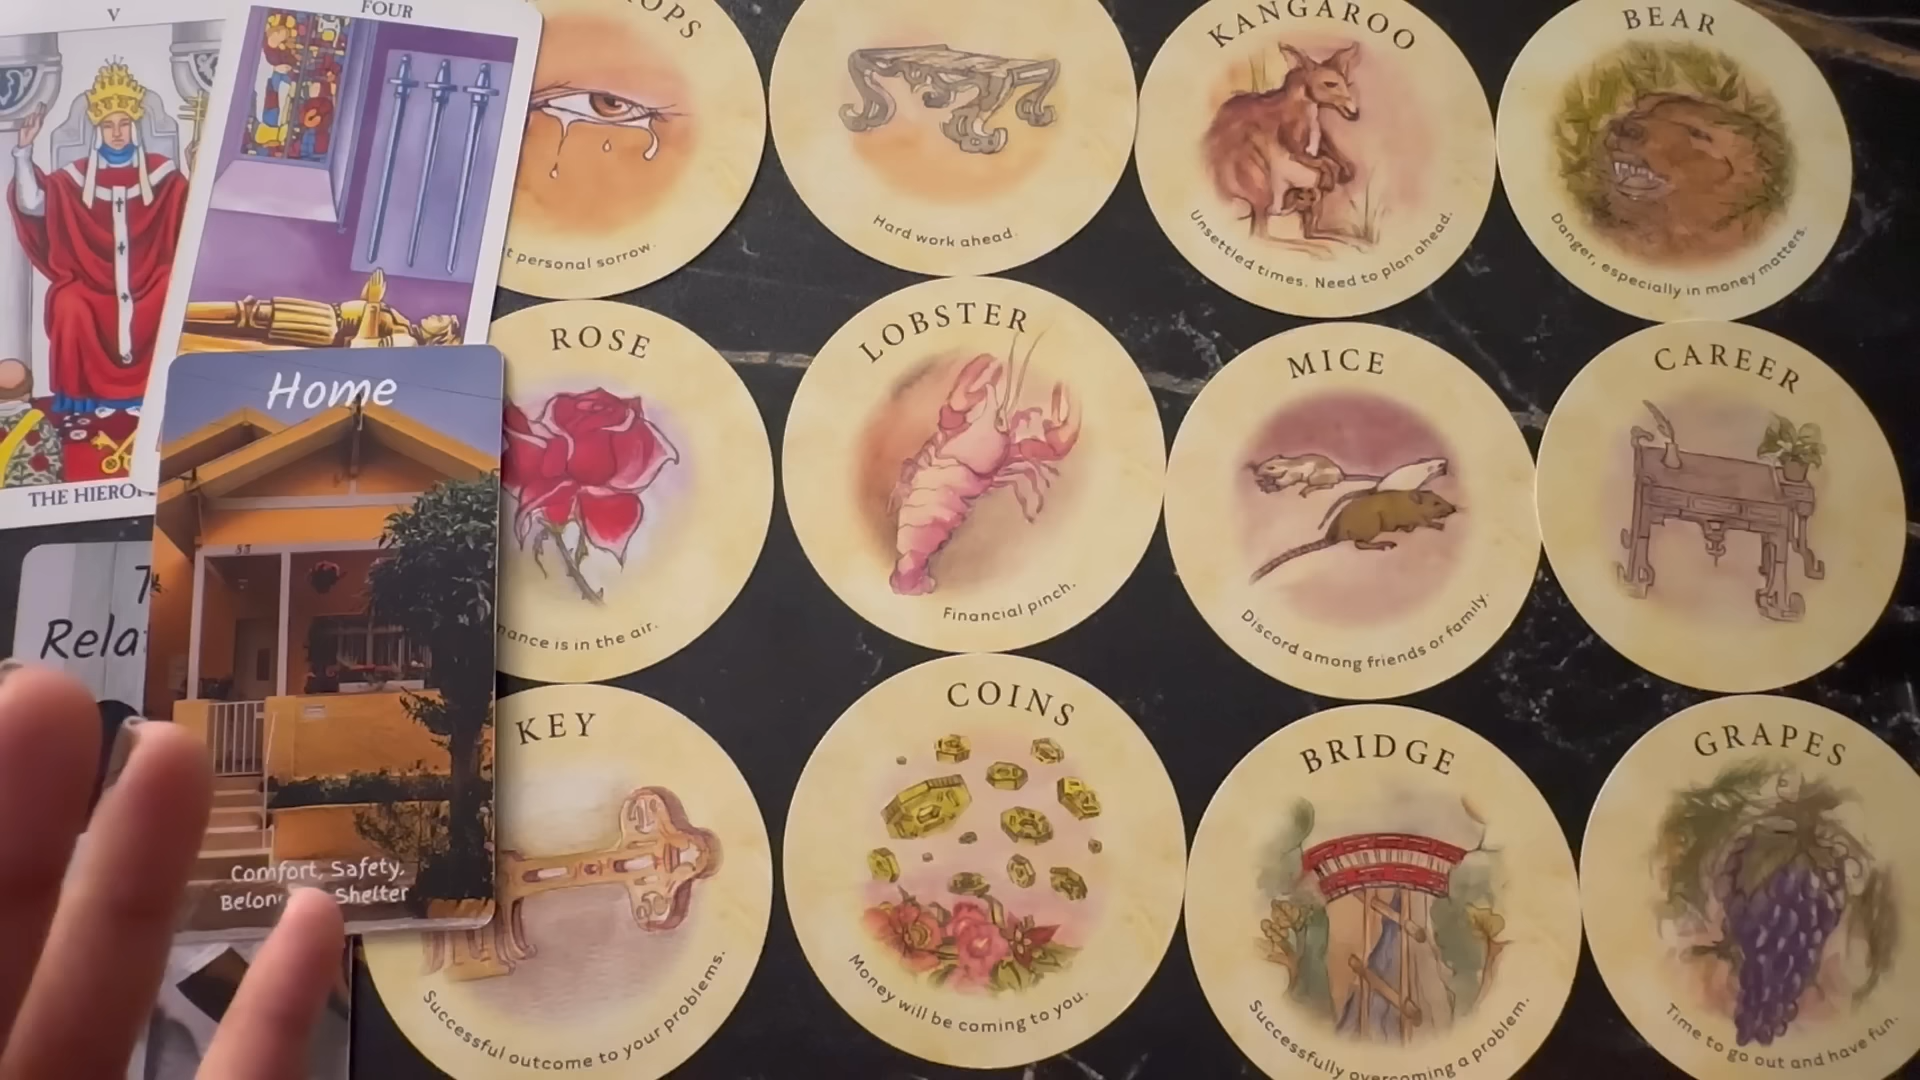 V
FOUR
THE HIERO
Rela
Home
Comfort, Safety,
Shelter
OPS
personal sorrow.
Hard work ahead.
KANGAROO
Unsettled times. Need to plan ahead.
BEAR
Danger, especially in money matters.
ROSE
is in the air.
LOBSTER
Financial pinch.
MICE
Discord among friends or family.
CAREER
KEY
Successful outcome to your problems.
COINS
Money will be coming to you.
BRIDGE
Successfully overcoming a problem.
GRAPES
Time to go out and have fun.